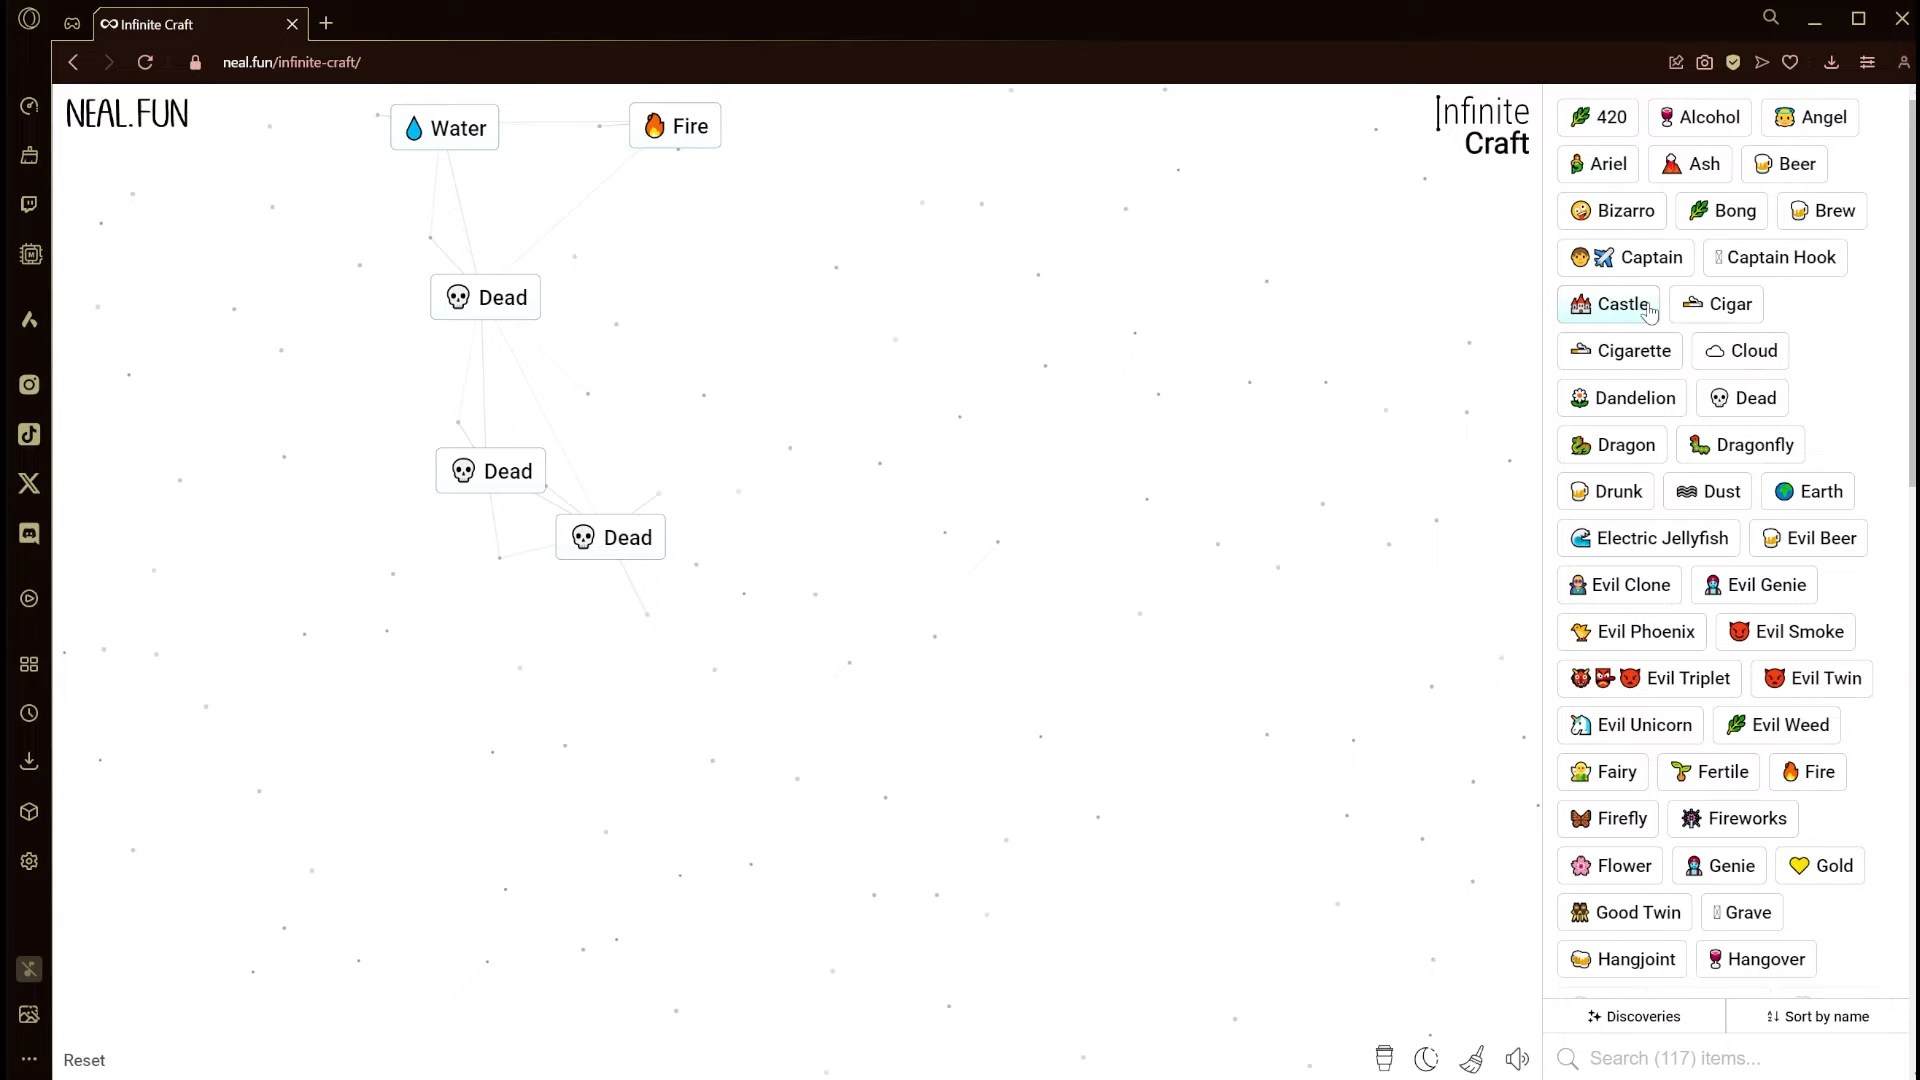 Infinite Craft
neal.fun/infinite-craft/
NEAL.FUN
Infinite
Craft
Water
Fire
Dead
Dead
Dead
420 Alcohol Angel
Ariel Ash Beer
Bizarro Bong Brew
Captain Captain Hook
Castle Cigar
Cigarette Cloud
Dandelion Dead
Dragon Dragonfly
Drunk Dust Earth
Electric Jellyfish Evil Beer
Evil Clone Evil Genie
Evil Phoenix Evil Smoke
Evil Triplet Evil Twin
Evil Unicorn Evil Weed
Fairy Fertile Fire
Firefly Fireworks
Flower Genie Gold
Good Twin Grave
Hangjoint Hangover
Discoveries Sort by name
Search (117) items...
Reset